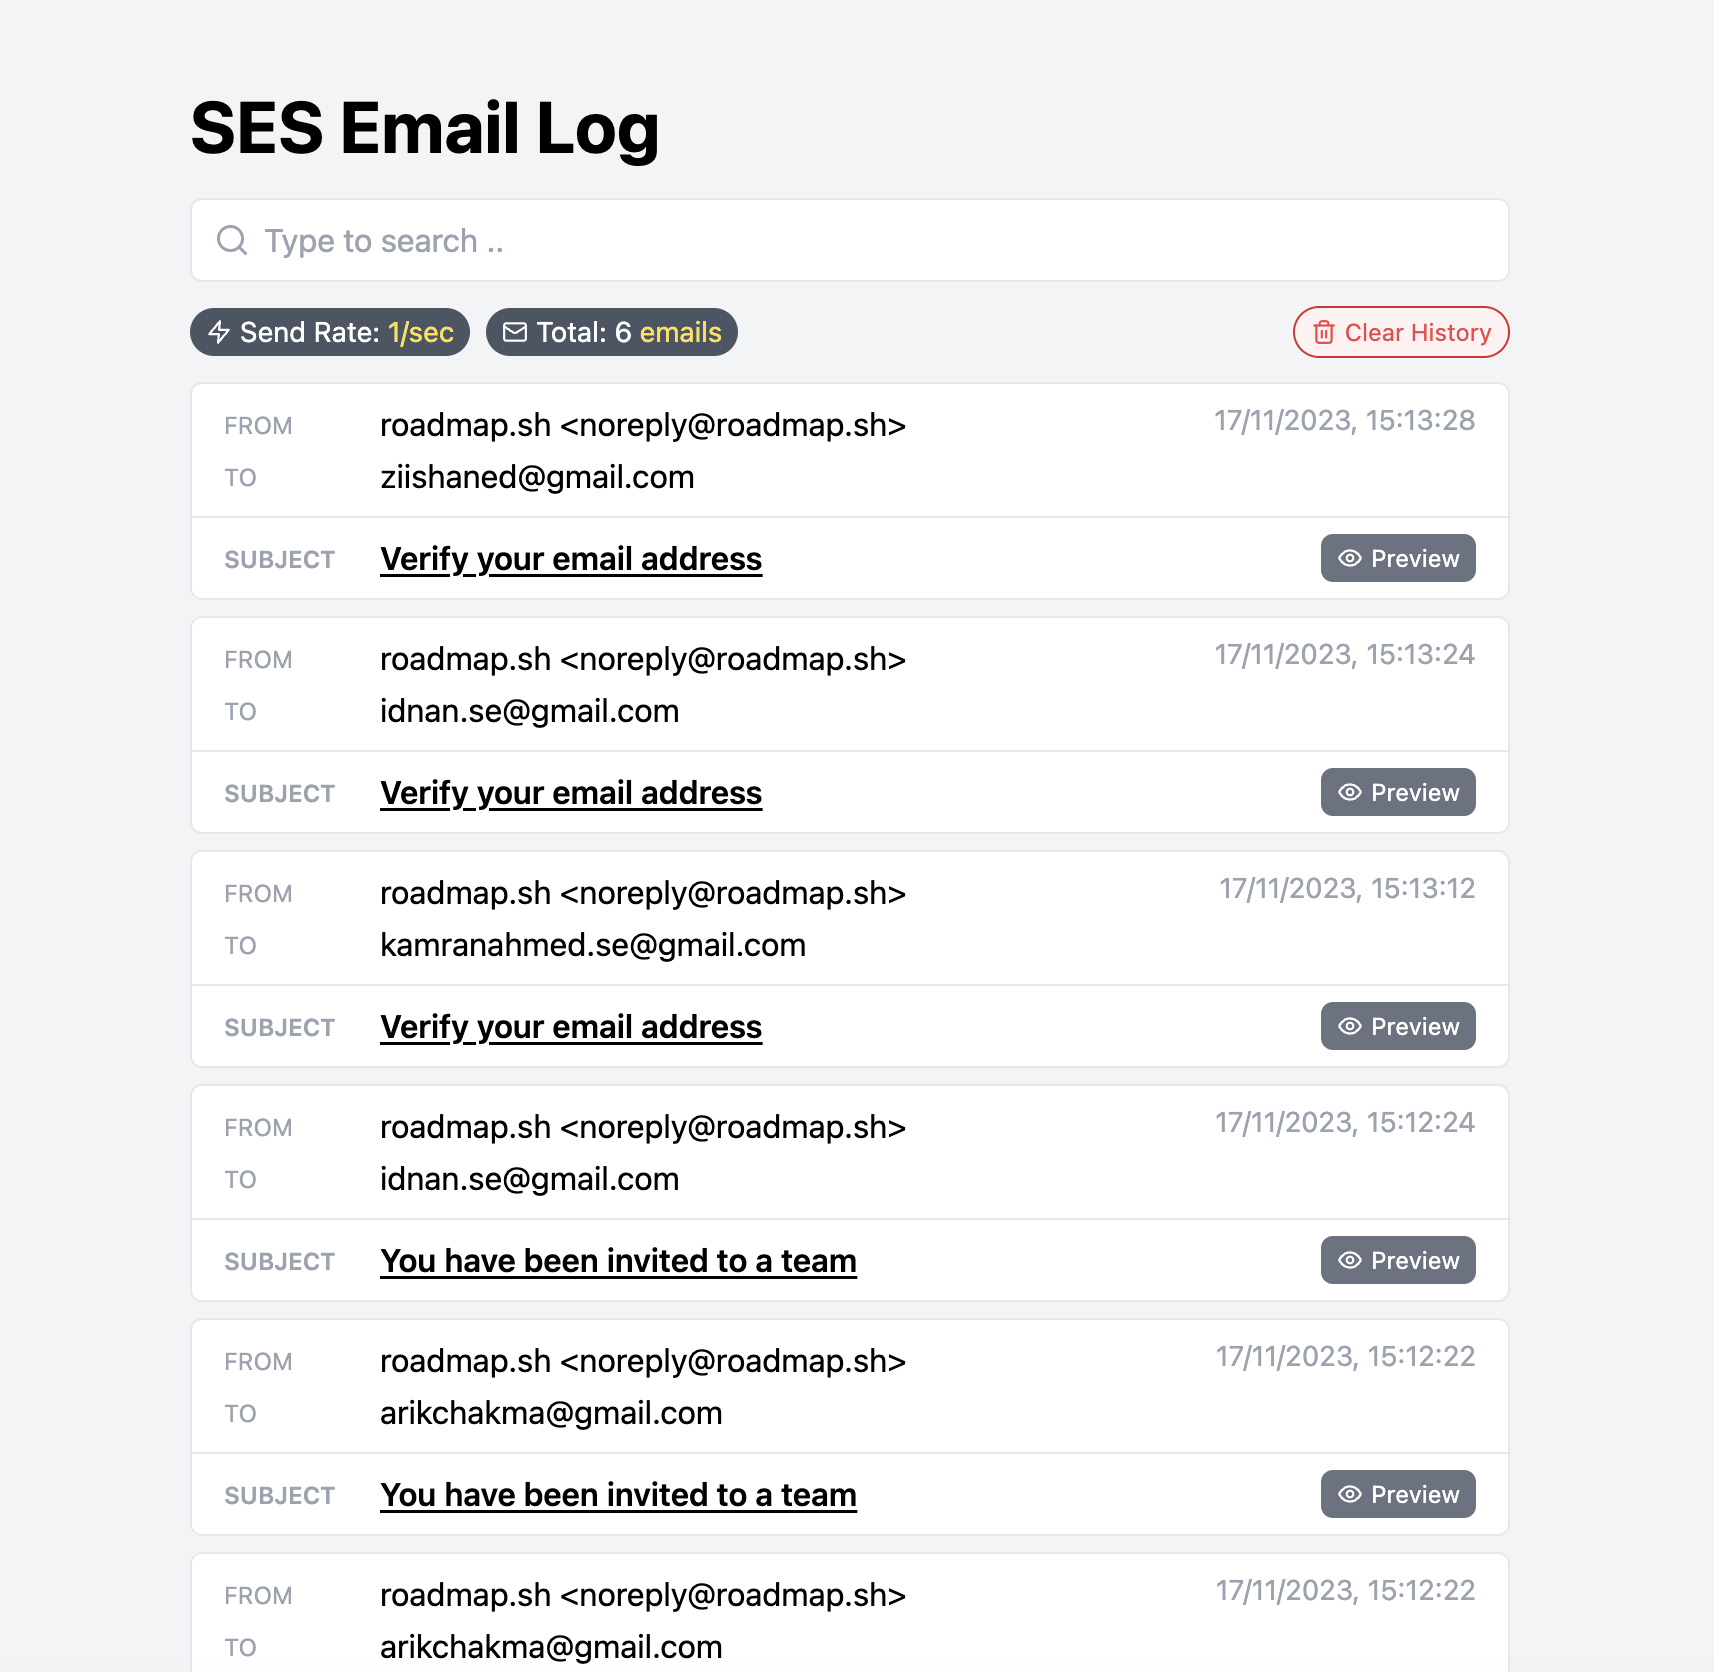 SES Email Log
Type to search ..
Send Rate: 1/sec Total: 6 emails Clear History
FROM roadmap.sh <noreply@roadmap.sh> 17/11/2023, 15:13:28
TO ziishaned@gmail.com
SUBJECT Verify your email address Preview
FROM roadmap.sh <noreply@roadmap.sh> 17/11/2023, 15:13:24
TO idnan.se@gmail.com
SUBJECT Verify your email address Preview
FROM roadmap.sh <noreply@roadmap.sh> 17/11/2023, 15:13:12
TO kamranahmed.se@gmail.com
SUBJECT Verify your email address Preview
FROM roadmap.sh <noreply@roadmap.sh> 17/11/2023, 15:12:24
TO idnan.se@gmail.com
SUBJECT You have been invited to a team Preview
FROM roadmap.sh <noreply@roadmap.sh> 17/11/2023, 15:12:22
TO arikchakma@gmail.com
SUBJECT You have been invited to a team Preview
FROM roadmap.sh <noreply@roadmap.sh> 17/11/2023, 15:12:22
TO arikchakma@gmail.com